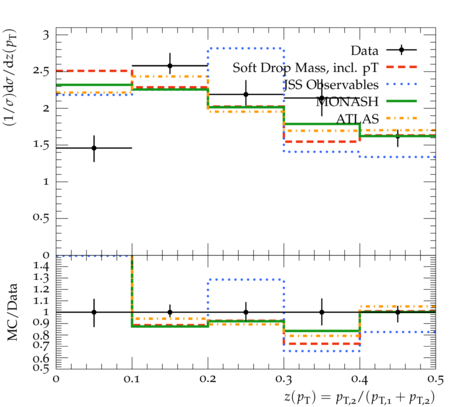 (1/σ)dσ/dz(p_T)
3
2.5
2
1.5
1
0.5
0
Data
Soft Drop Mass, incl. pT
JSS Observables
MONASH
ATLAS
MC/Data
1.4
1.3
1.2
1.1
1
0.9
0.8
0.7
0.6
0.5
0 0.1 0.2 0.3 0.4 0.5
z(p_T) = p_T,2/(p_T,1 + p_T,2)